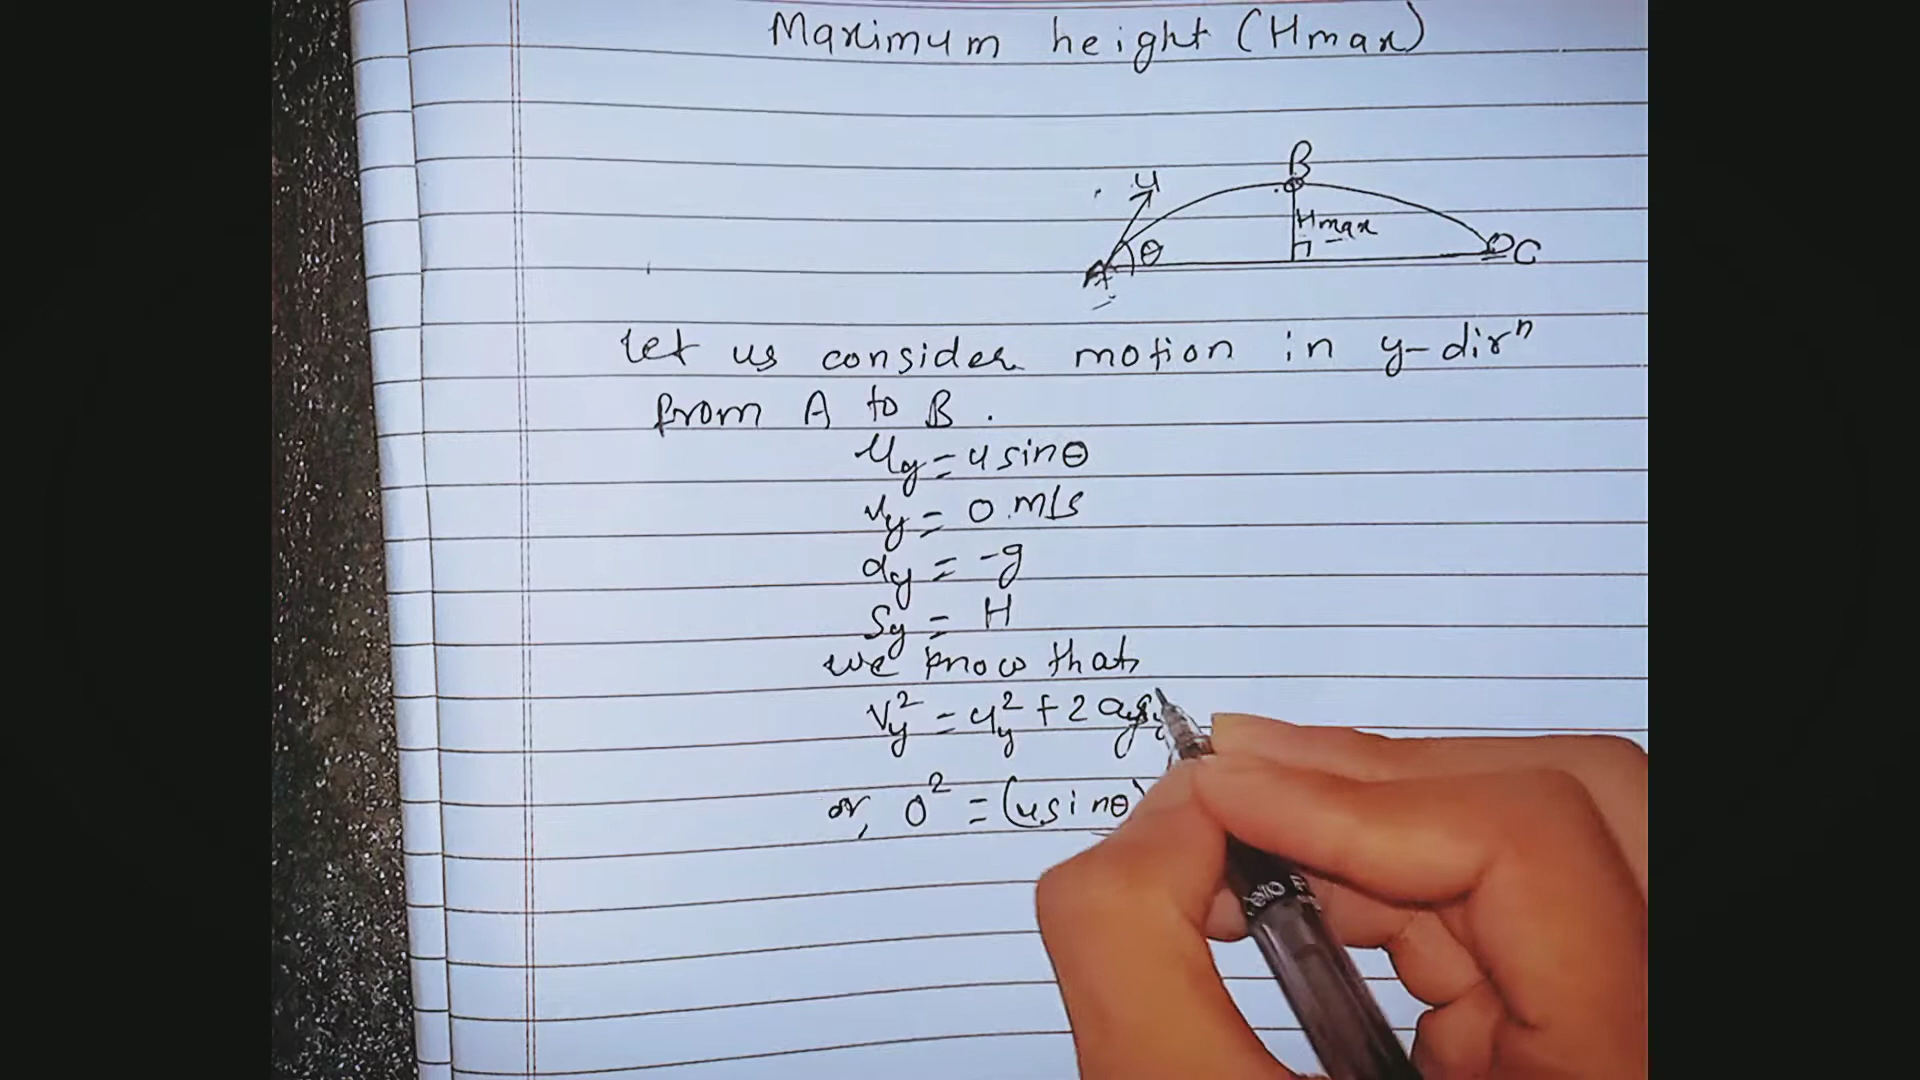 Maximum height (Hmax)
B
u
Hmax
θ
A
C
Let us consider motion in y-dirⁿ
from A to B.
uy = u sinθ
vy = 0 m/s
ay = -g
Sy = H
we know that,
Vy² = uy² + 2 aysy
or, 0² = (u sinθ)